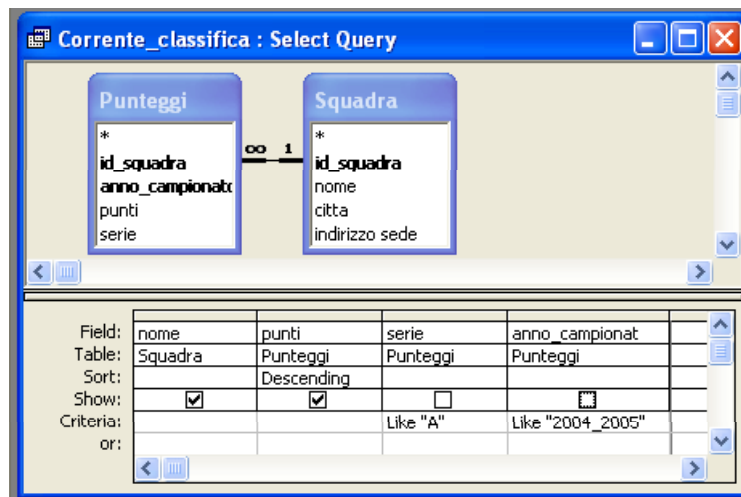 Corrente_classifica : Select Query
Punteggi
*
id_squadra
anno_campionato
punti
serie
∞ 1
Squadra
*
id_squadra
nome
citta
indirizzo sede
Field: nome punti serie anno_campionat
Table: Squadra Punteggi Punteggi Punteggi
Sort: Descending
Show:
Criteria: Like "A" Like "2004_2005"
or: